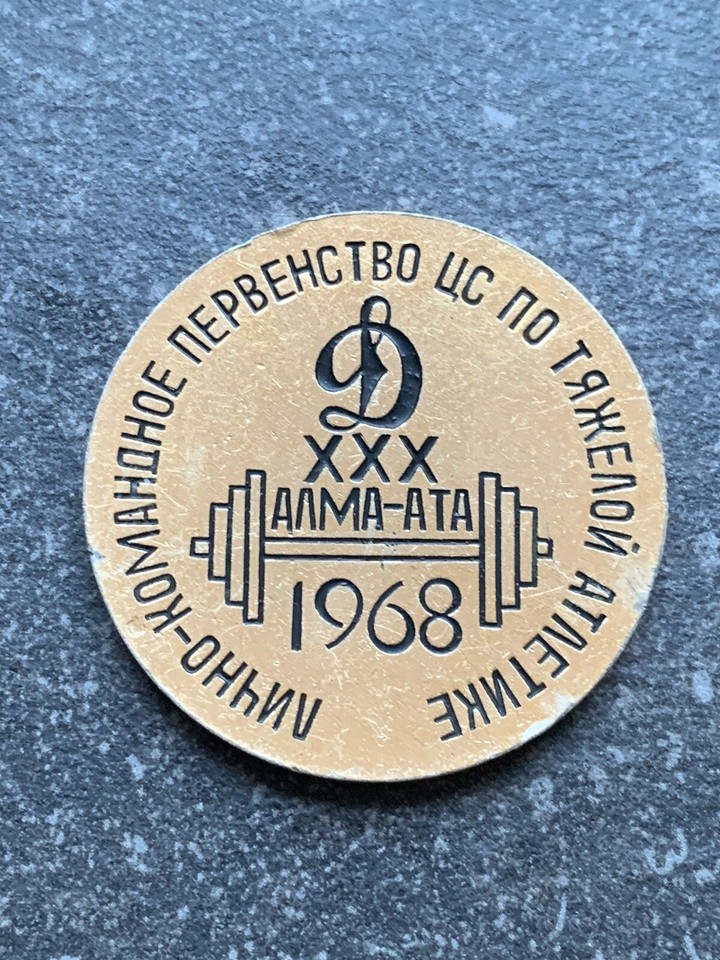 ЛИЧНО-КОМАНДНОЕ ПЕРВЕНСТВО ЦС ПО ТЯЖЕЛОЙ АТЛЕТИКЕ
Д
XXX
АЛМА-АТА
1968